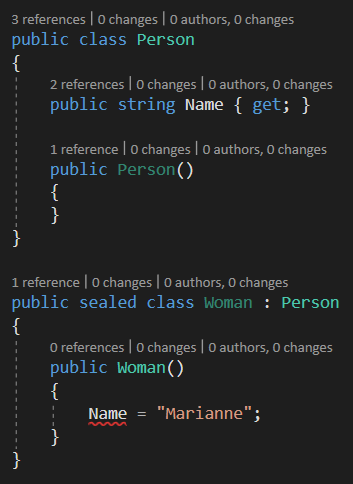 3 references | 0 changes | 0 authors, 0 changes
public class Person
{
2 references | 0 changes | 0 authors, 0 changes
public string Name { get; }
1 reference | 0 changes | 0 authors, 0 changes
public Person()
{
}
}
1 reference | 0 changes | 0 authors, 0 changes
public sealed class Woman : Person
{
0 references | 0 changes | 0 authors, 0 changes
public Woman()
{
Name = "Marianne";
}
}